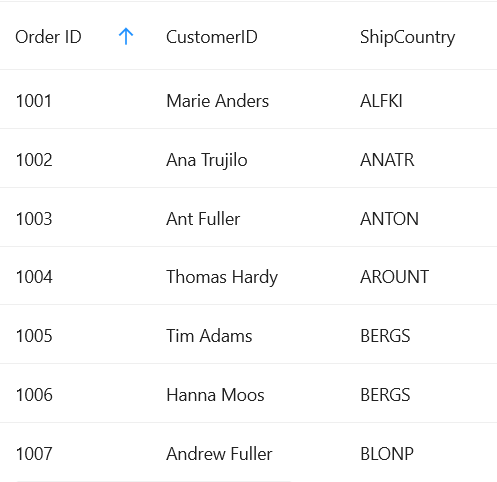 Order ID CustomerID ShipCountry
1001 Marie Anders ALFKI
1002 Ana Trujilo ANATR
1003 Ant Fuller ANTON
1004 Thomas Hardy AROUNT
1005 Tim Adams BERGS
1006 Hanna Moos BERGS
1007 Andrew Fuller BLONP